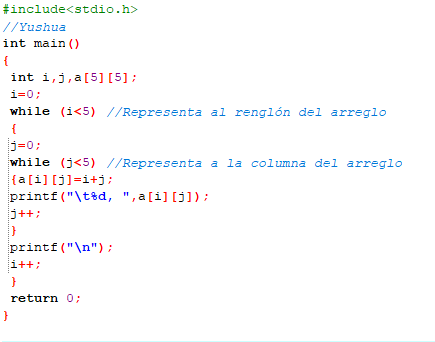 #include<stdio.h>
//Yushua
int main()
{
int i,j,a[5][5];
i=0;
while (i<5) //Representa al renglón del arreglo
{
j=0;
while (j<5) //Representa a la columna del arreglo
{a[i][j]=i+j;
printf("\t%d, ",a[i][j]);
j++;
}
printf("\n");
i++;
}
return 0;
}